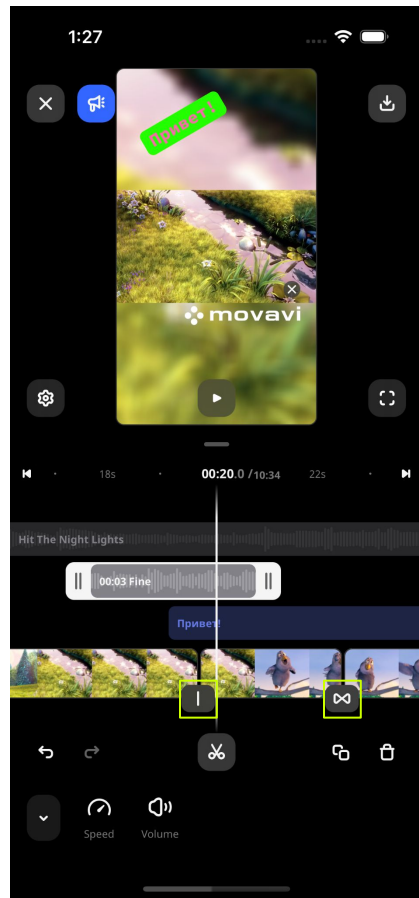 1:27
Привет!
movavi
18s
00:20.0 /10:34
22s
Hit The Night Lights
00:03 Fine
Привет!
Speed
Volume